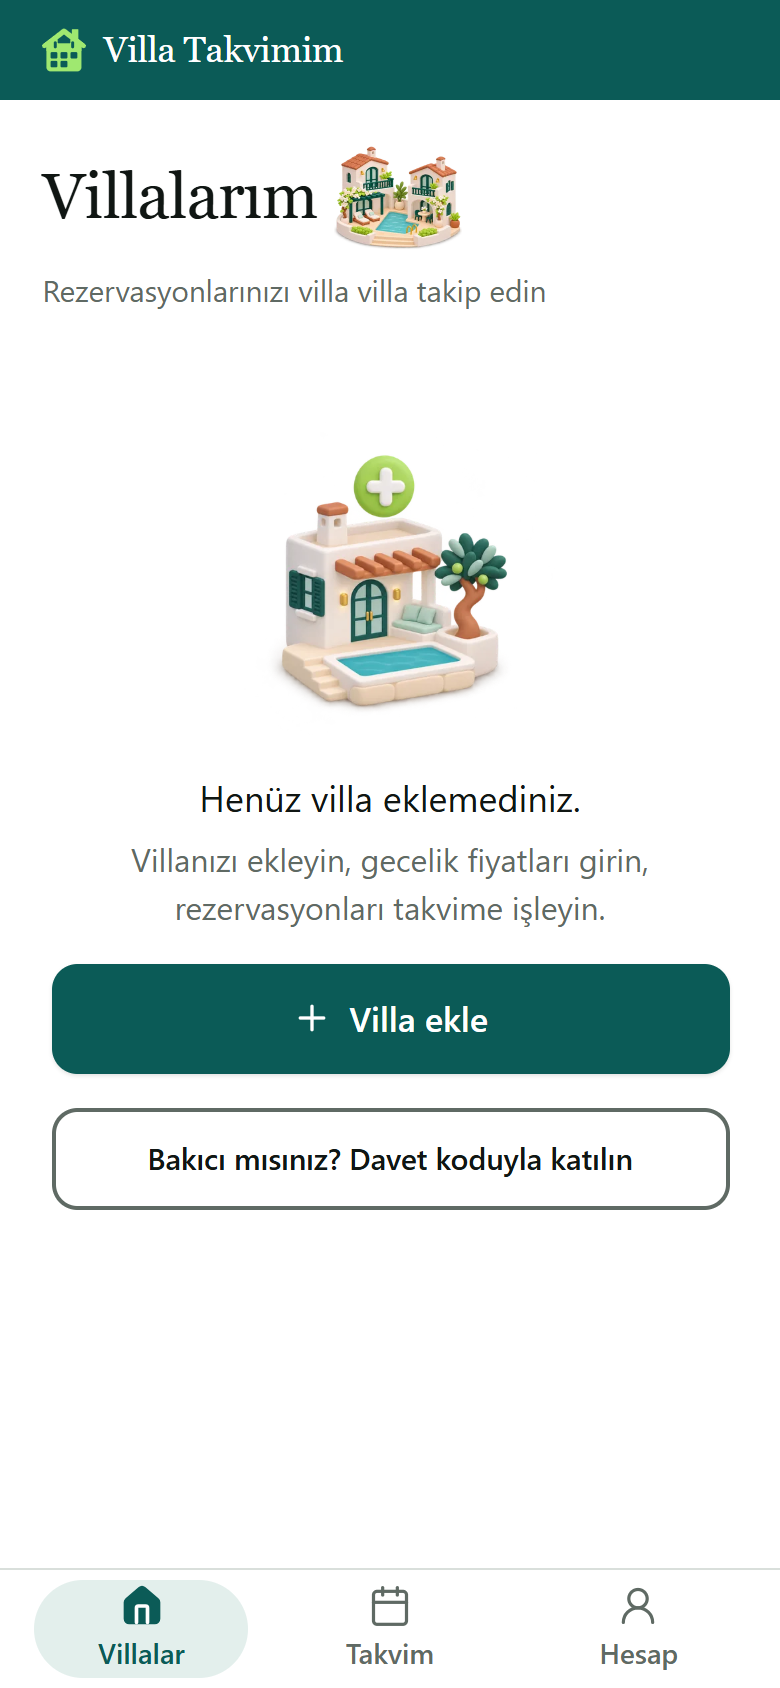 Villa Takvimim
Villalarım
Rezervasyonlarınızı villa villa takip edin
Henüz villa eklemediniz.
Villanızı ekleyin, gecelik fiyatları girin,
rezervasyonları takvime işleyin.
Villa ekle
Bakıcı mısınız? Davet koduyla katılın
Villalar
Takvim
Hesap